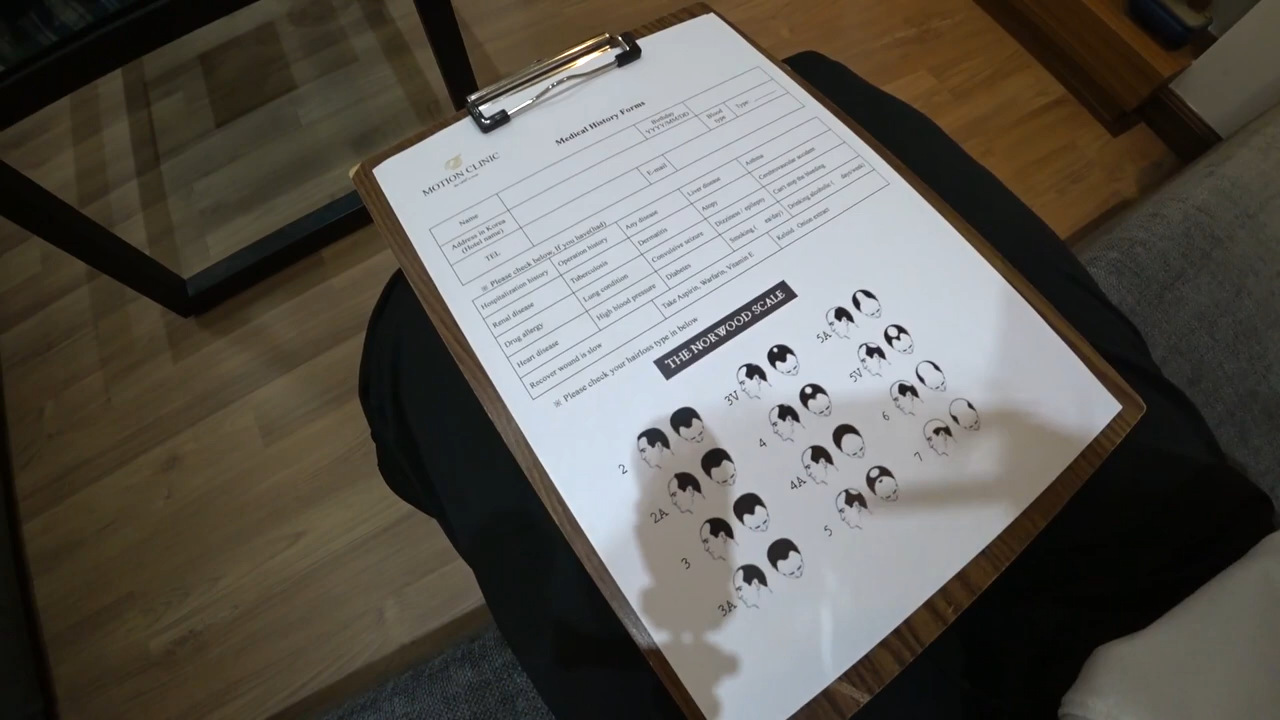 Medical History Forms
MOTION CLINIC
Name
Birthday
YYYY/MM/DD
Blood
type
Type:
Address in Korea
(Hotel name)
TEL
E-mail
※ Please check below, If you have(had)
Hospitalization history Operation history Any disease Liver disease Asthma
Renal disease Tuberculosis Dermatitis Atopy Cerebrovascular accident
Drug allergy Lung condition Convulsive seizure Dizziness / epilepsy Can't stop the bleeding
Heart disease High blood pressure Diabetes Smoking ( ea/day) Drinking alcoholic ( days/week)
Recover wound is slow Take Aspirin, Warfarin, Vitamin E Keloid Onion extract
※ Please check your hairloss type in below
THE NORWOOD SCALE
2
2A
3
3A
3V
4
4A
5
5A
5V
6
7